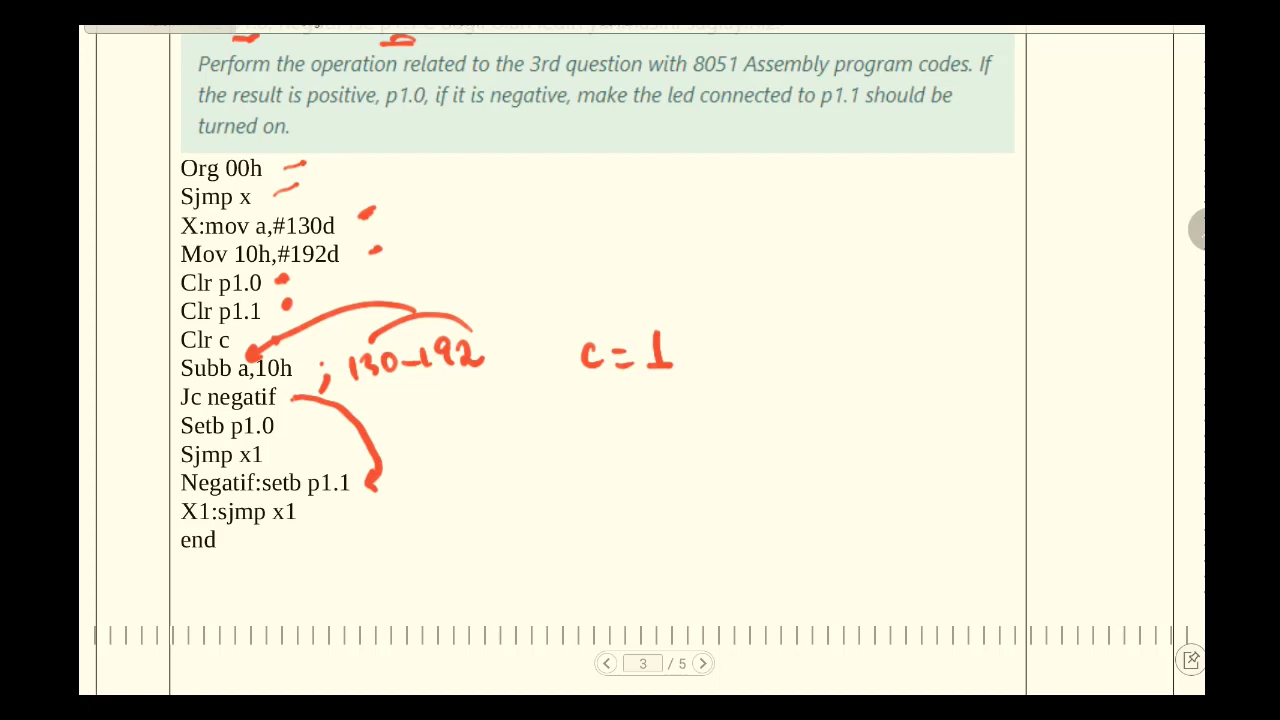 Perform the operation related to the 3rd question with 8051 Assembly program codes. If
the result is positive, p1.0, if it is negative, make the led connected to p1.1 should be
turned on.
Org 00h
Sjmp x
X:mov a,#130d
Mov 10h,#192d
Clr p1.0
Clr p1.1
Clr c
Subb a,10h ; 130-192 c=1
Jc negatif
Setb p1.0
Sjmp x1
Negatif:setb p1.1
X1:sjmp x1
end
3 / 5